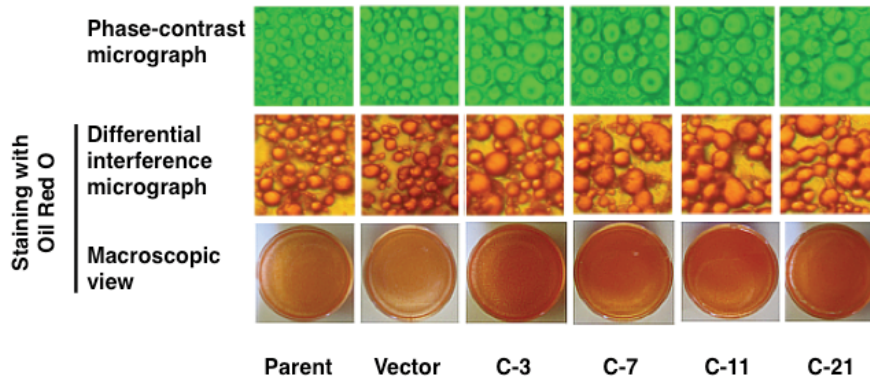 Phase-contrast
micrograph
Staining with
Oil Red O
Differential
interference
micrograph
Macroscopic
view
Parent Vector C-3 C-7 C-11 C-21